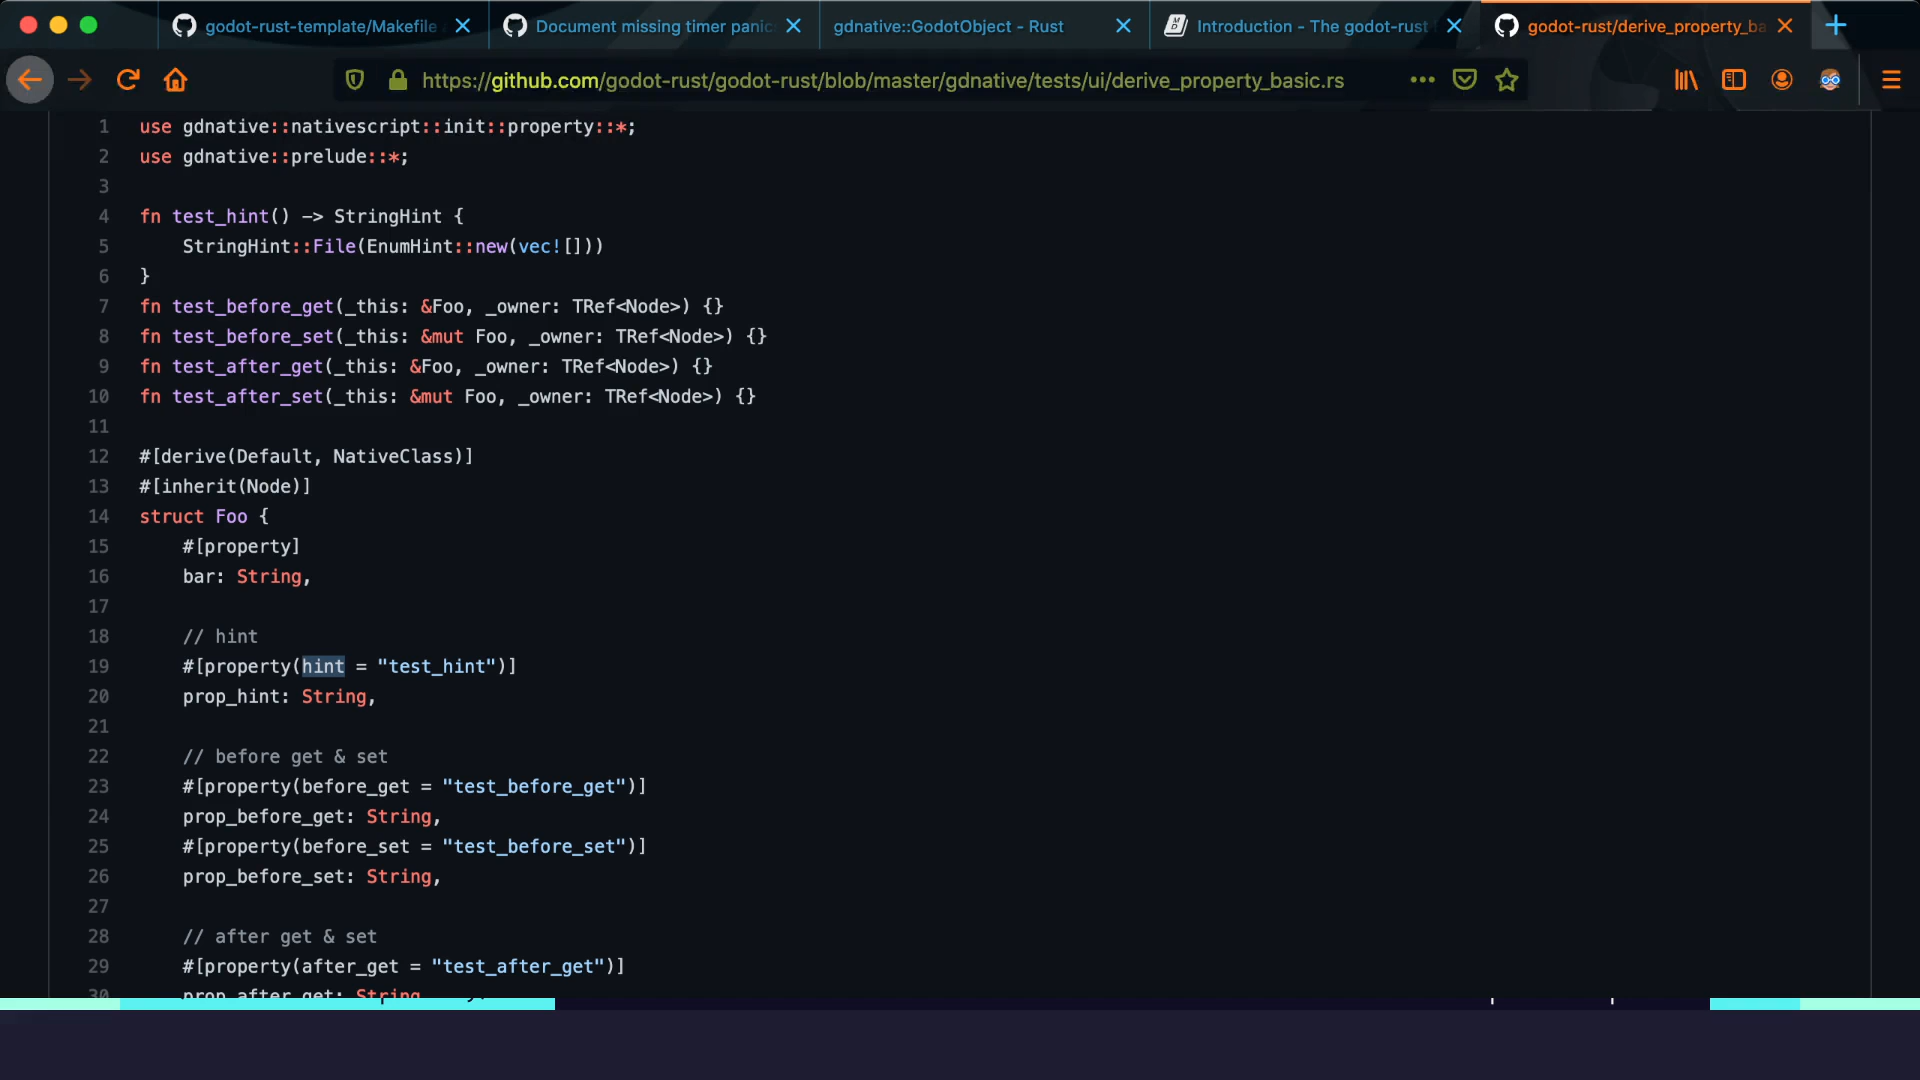 godot-rust-template/Makefile
Document missing timer panic
gdnative::GodotObject - Rust
Introduction - The godot-rust
godot-rust/derive_property_ba
https://github.com/godot-rust/godot-rust/blob/master/gdnative/tests/ui/derive_property_basic.rs
1 use gdnative::nativescript::init::property::*;
2 use gdnative::prelude::*;
3
4 fn test_hint() -> StringHint {
5 StringHint::File(EnumHint::new(vec![]))
6 }
7 fn test_before_get(_this: &Foo, _owner: TRef<Node>) {}
8 fn test_before_set(_this: &mut Foo, _owner: TRef<Node>) {}
9 fn test_after_get(_this: &Foo, _owner: TRef<Node>) {}
10 fn test_after_set(_this: &mut Foo, _owner: TRef<Node>) {}
11
12 #[derive(Default, NativeClass)]
13 #[inherit(Node)]
14 struct Foo {
15 #[property]
16 bar: String,
17
18 // hint
19 #[property(hint = "test_hint")]
20 prop_hint: String,
21
22 // before get & set
23 #[property(before_get = "test_before_get")]
24 prop_before_get: String,
25 #[property(before_set = "test_before_set")]
26 prop_before_set: String,
27
28 // after get & set
29 #[property(after_get = "test_after_get")]
30 prop_after_get: String